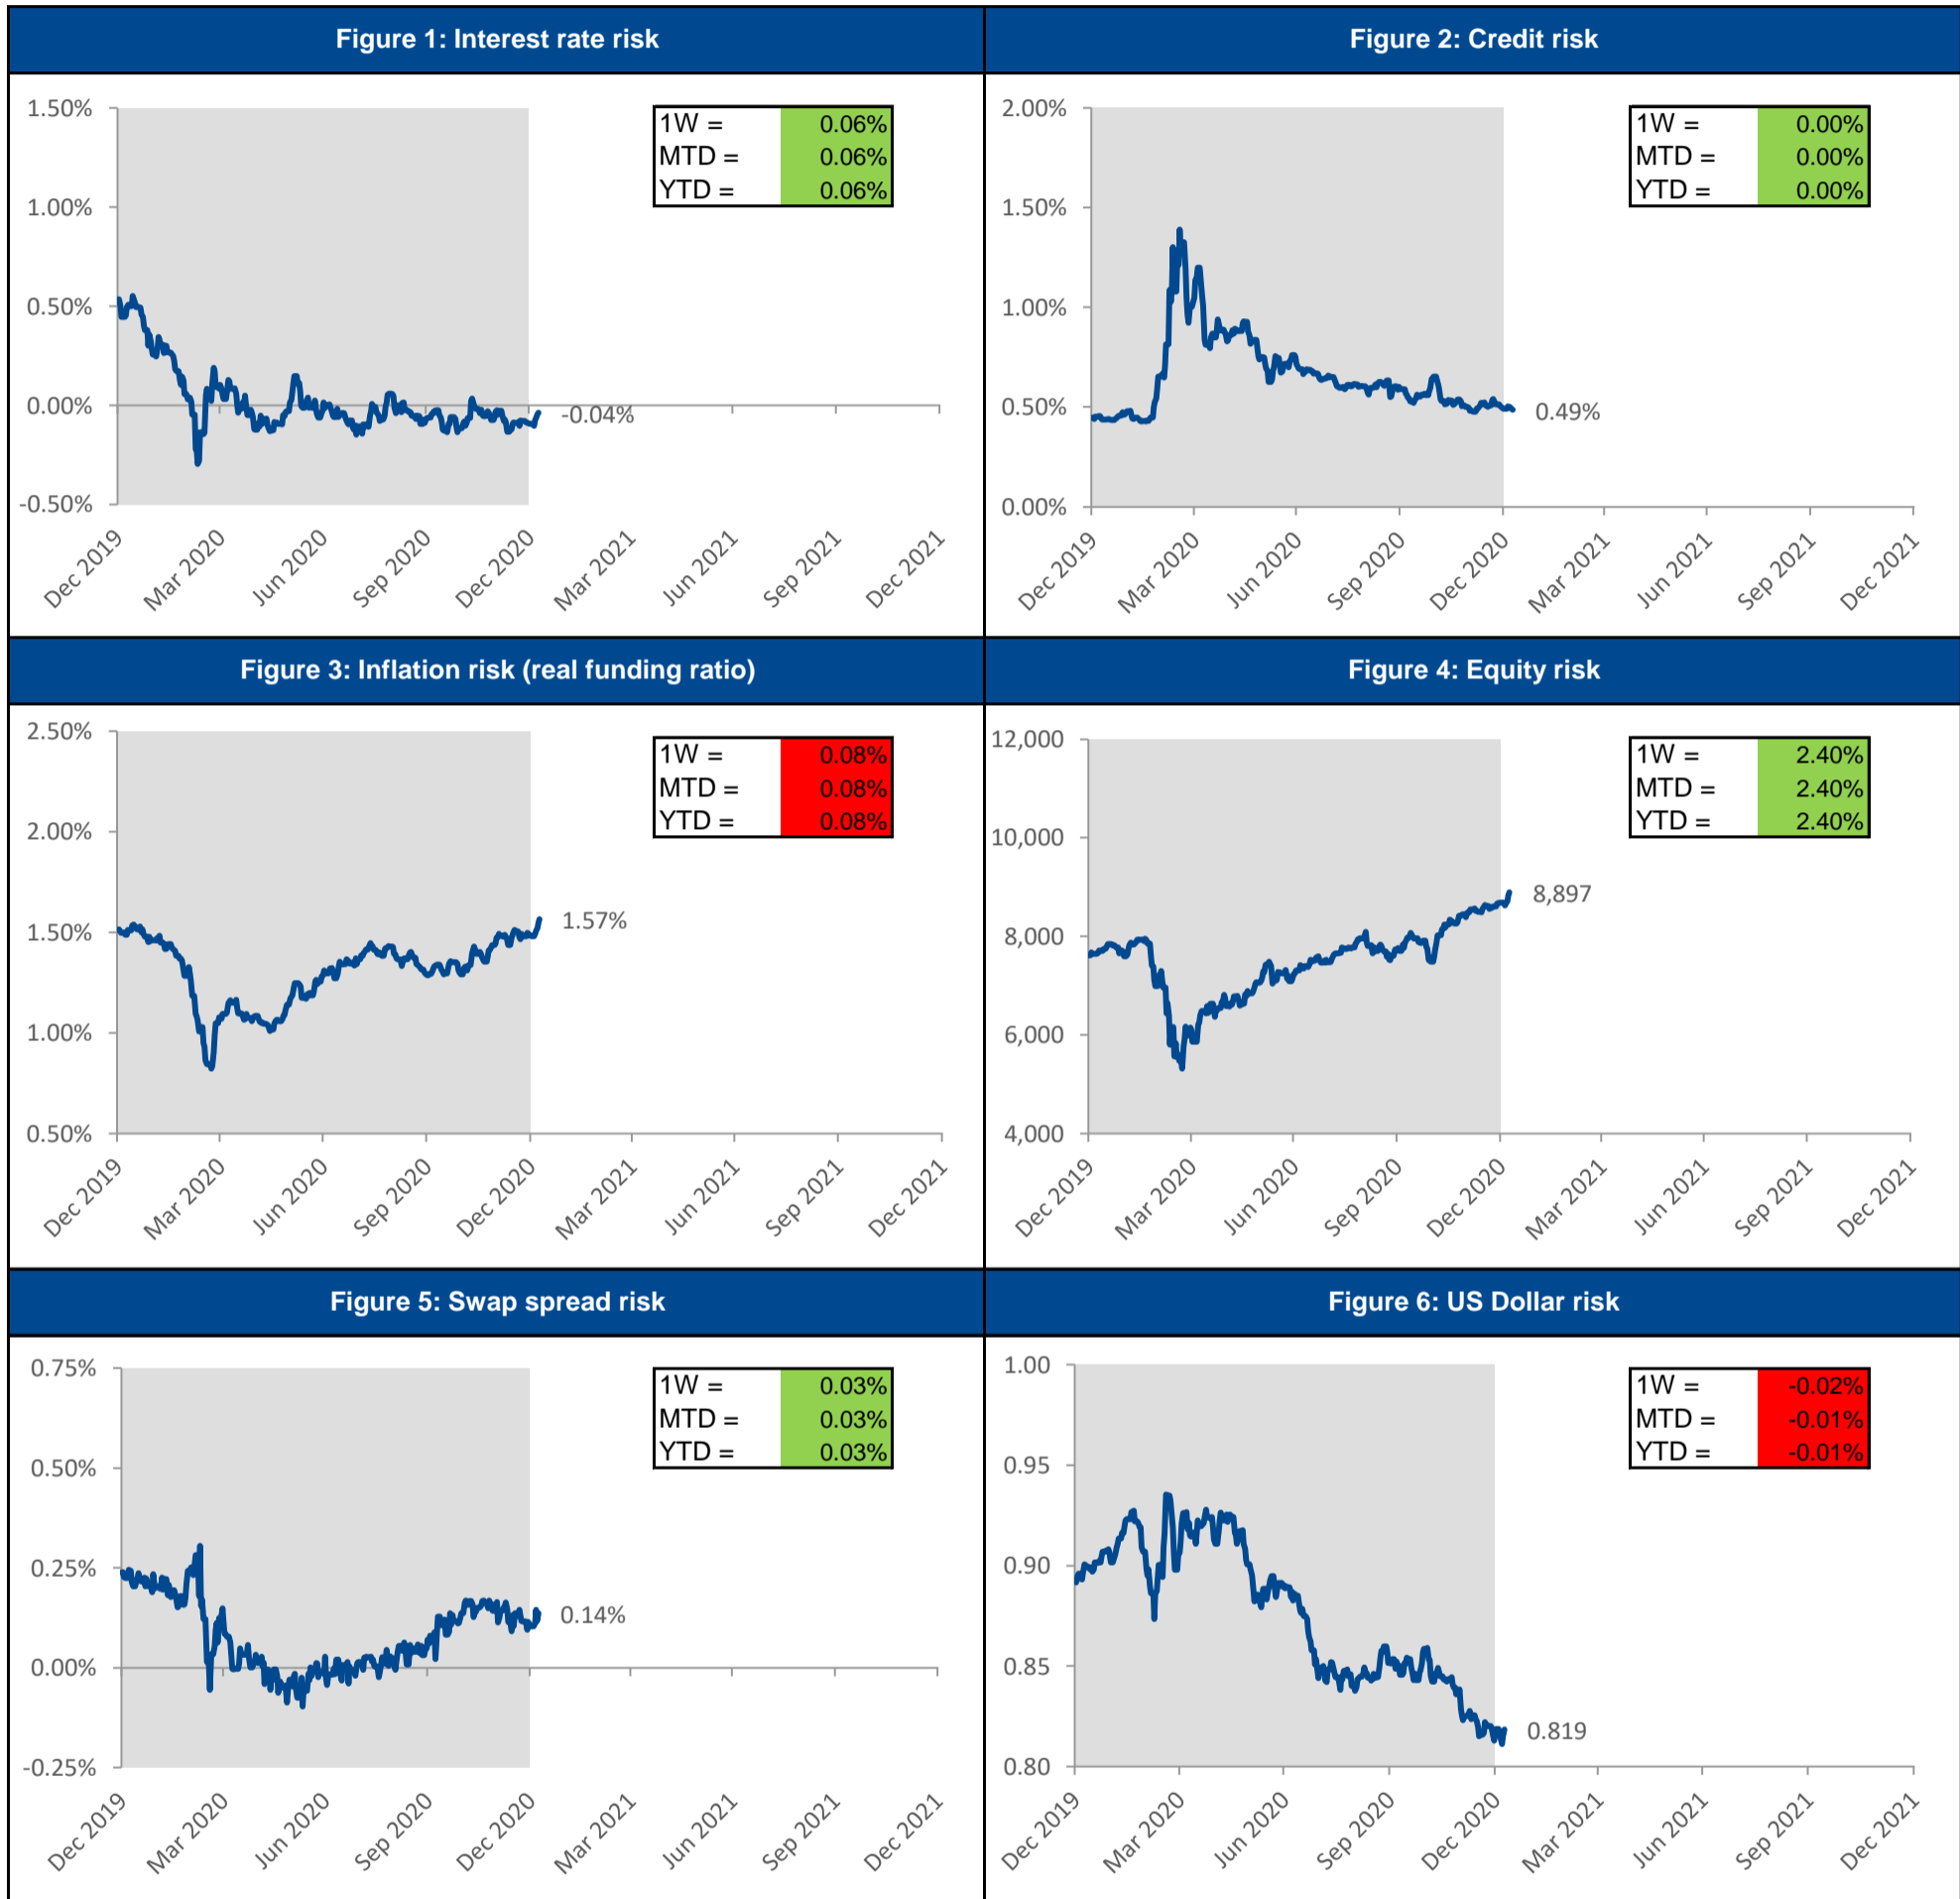 Figure 1: Interest rate risk
1.50%
1.00%
0.50%
0.00%
-0.50%
1W = 0.06%
MTD = 0.06%
YTD = 0.06%
-0.04%
Dec 2019 Mar 2020 Jun 2020 Sep 2020 Dec 2020 Mar 2021 Jun 2021 Sep 2021 Dec 2021
Figure 2: Credit risk
2.00%
1.50%
1.00%
0.50%
0.00%
1W = 0.00%
MTD = 0.00%
YTD = 0.00%
0.49%
Dec 2019 Mar 2020 Jun 2020 Sep 2020 Dec 2020 Mar 2021 Jun 2021 Sep 2021 Dec 2021
Figure 3: Inflation risk (real funding ratio)
2.50%
2.00%
1.50%
1.00%
0.50%
1W = 0.08%
MTD = 0.08%
YTD = 0.08%
1.57%
Dec 2019 Mar 2020 Jun 2020 Sep 2020 Dec 2020 Mar 2021 Jun 2021 Sep 2021 Dec 2021
Figure 4: Equity risk
12,000
10,000
8,000
6,000
4,000
1W = 2.40%
MTD = 2.40%
YTD = 2.40%
8,897
Dec 2019 Mar 2020 Jun 2020 Sep 2020 Dec 2020 Mar 2021 Jun 2021 Sep 2021 Dec 2021
Figure 5: Swap spread risk
0.75%
0.50%
0.25%
0.00%
-0.25%
1W = 0.03%
MTD = 0.03%
YTD = 0.03%
0.14%
Dec 2019 Mar 2020 Jun 2020 Sep 2020 Dec 2020 Mar 2021 Jun 2021 Sep 2021 Dec 2021
Figure 6: US Dollar risk
1.00
0.95
0.90
0.85
0.80
1W = -0.02%
MTD = -0.01%
YTD = -0.01%
0.819
Dec 2019 Mar 2020 Jun 2020 Sep 2020 Dec 2020 Mar 2021 Jun 2021 Sep 2021 Dec 2021